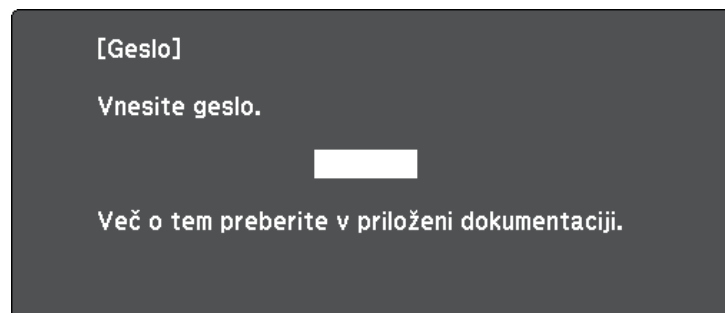 [Geslo]
Vnesite geslo.
Več o tem preberite v priloženi dokumentaciji.